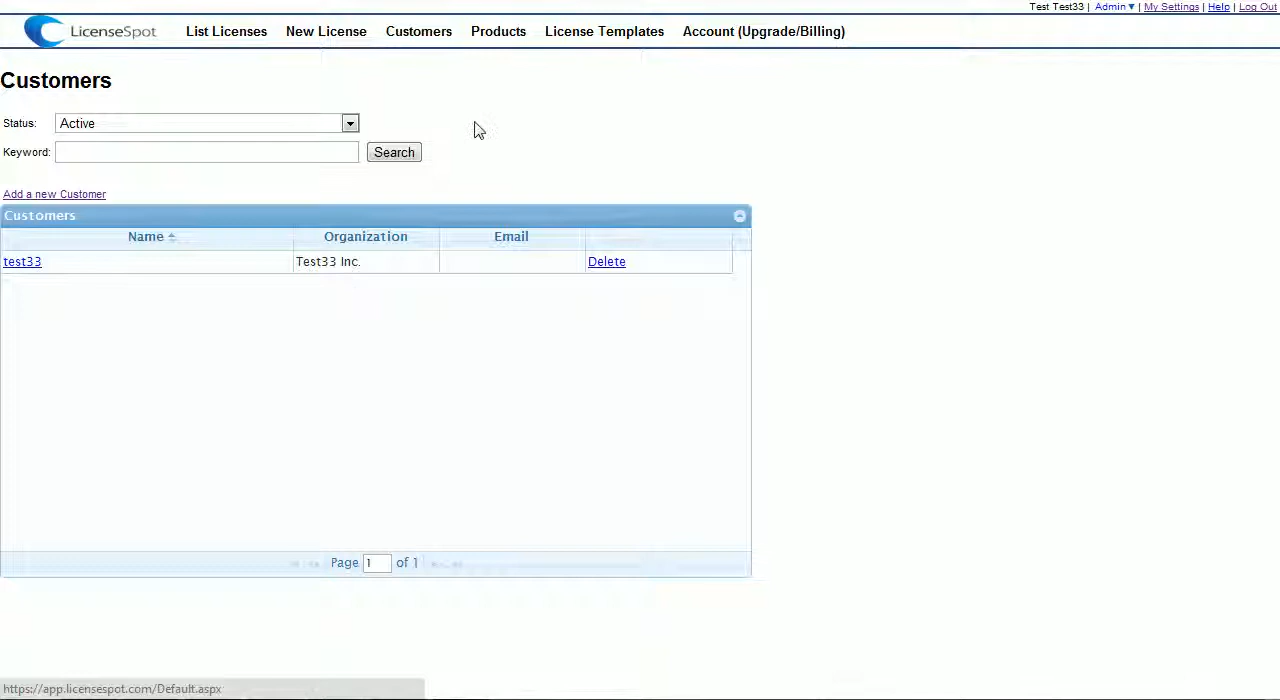 Test Test33 | Admin ▼ | My Settings | Help | Log Out
LicenseSpot List Licenses New License Customers Products License Templates Account (Upgrade/Billing)
Customers
Status: Active
Keyword: Search
Add a new Customer
Customers
Name Organization Email
test33 Test33 Inc. Delete
Page 1 of 1
https://app.licensespot.com/Default.aspx